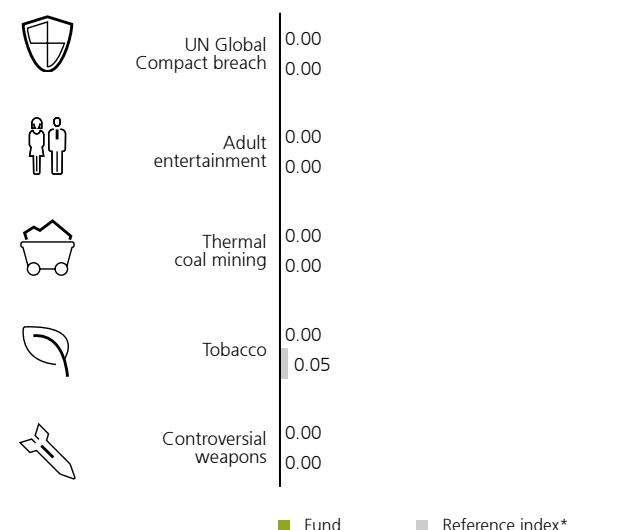 UN Global
Compact breach
0.00
0.00
Adult
entertainment
0.00
0.00
Thermal
coal mining
0.00
0.00
Tobacco
0.00
0.05
Controversial
weapons
0.00
0.00
Fund
Reference index*